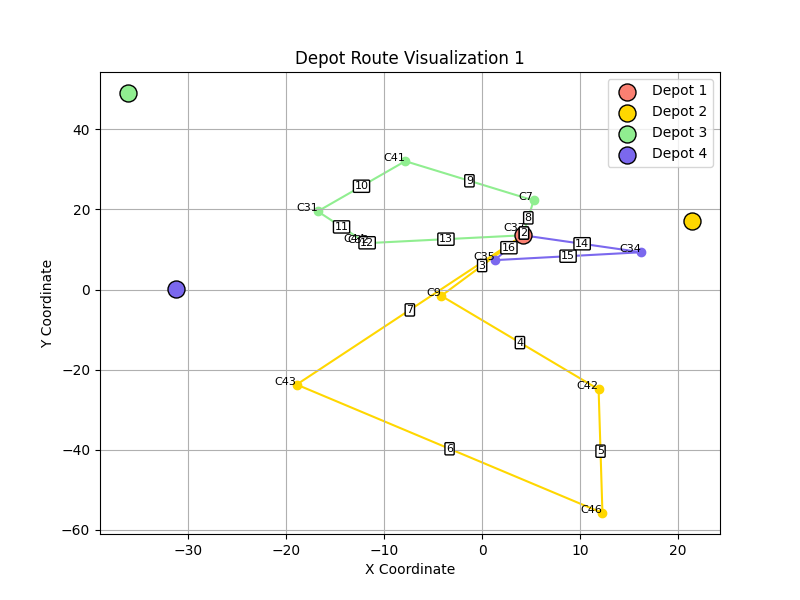 Depot Route Visualization 1
Depot 1
Depot 2
Depot 3
Depot 4
Y Coordinate
40
20
0
−20
−40
−60
C41
10
9
C31
C7
11
8
12
13
2
14
C34
16
15
C35
3
C9
7
4
C43
C42
6
5
C46
−30
−20
−10
0
10
20
X Coordinate